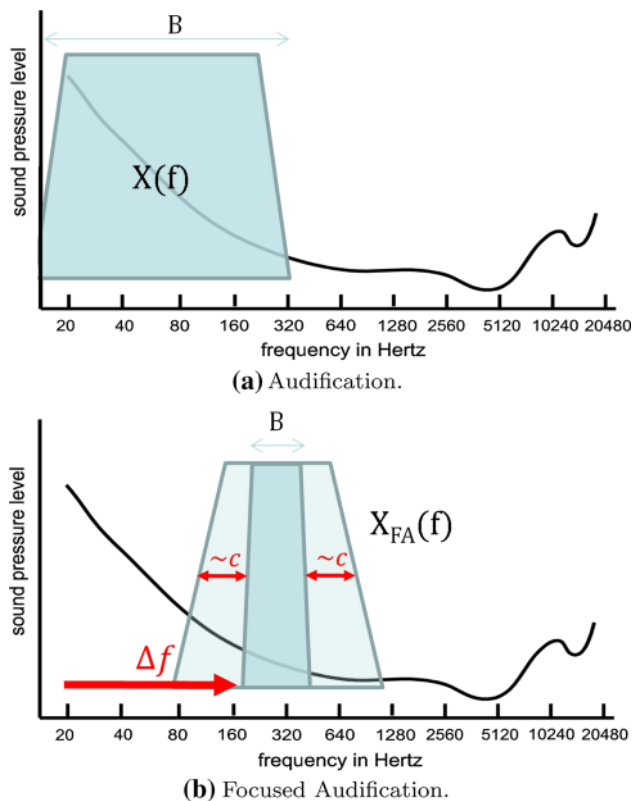 B
sound pressure level
X(f)
20 40 80 160 320 640 1280 2560 5120 10240 20480
frequency in Hertz
(a) Audification.
B
sound pressure level
X_FA(f)
~c ~c
Δf
20 40 80 160 320 640 1280 2560 5120 10240 20480
frequency in Hertz
(b) Focused Audification.